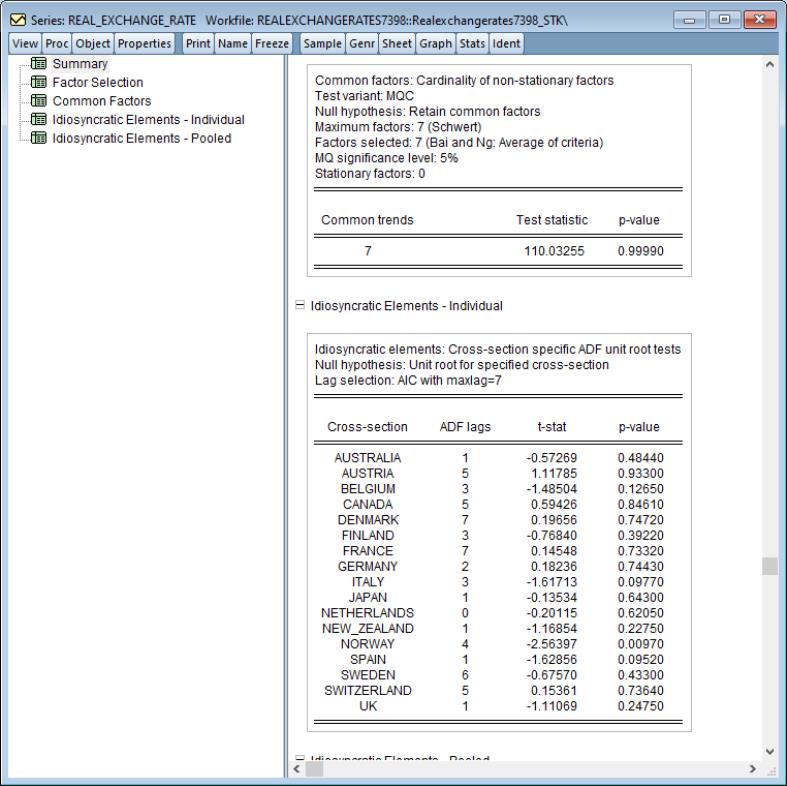 Series: REAL_EXCHANGE_RATE Workfile: REALEXCHANGERATES7398::Realexchangerates7398_STK\
View Proc Object Properties Print Name Freeze Sample Genr Sheet Graph Stats Ident
Summary
Factor Selection
Common Factors
Idiosyncratic Elements - Individual
Idiosyncratic Elements - Pooled
Common factors: Cardinality of non-stationary factors
Test variant: MQC
Null hypothesis: Retain common factors
Maximum factors: 7 (Schwert)
Factors selected: 7 (Bai and Ng: Average of criteria)
MQ significance level: 5%
Stationary factors: 0
Common trends Test statistic p-value
7 110.03255 0.99990
Idiosyncratic Elements - Individual
Idiosyncratic elements: Cross-section specific ADF unit root tests
Null hypothesis: Unit root for specified cross-section
Lag selection: AIC with maxlag=7
Cross-section ADF lags t-stat p-value
AUSTRALIA 1 -0.57269 0.48440
AUSTRIA 5 1.11785 0.93300
BELGIUM 3 -1.48504 0.12650
CANADA 5 0.59426 0.84610
DENMARK 7 0.19656 0.74720
FINLAND 3 -0.76840 0.39220
FRANCE 7 0.14548 0.73320
GERMANY 2 0.18236 0.74430
ITALY 3 -1.61713 0.09770
JAPAN 1 -0.13534 0.64300
NETHERLANDS 0 -0.20115 0.62050
NEW_ZEALAND 1 -1.16854 0.22750
NORWAY 4 -2.56397 0.00970
SPAIN 1 -1.62856 0.09520
SWEDEN 6 -0.67570 0.43300
SWITZERLAND 5 0.15361 0.73640
UK 1 -1.11069 0.24750
Idiosyncratic Elements - Pooled